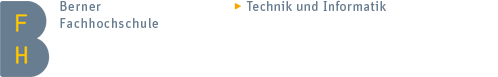 F
H
Berner
Fachhochschule
Technik und Informatik